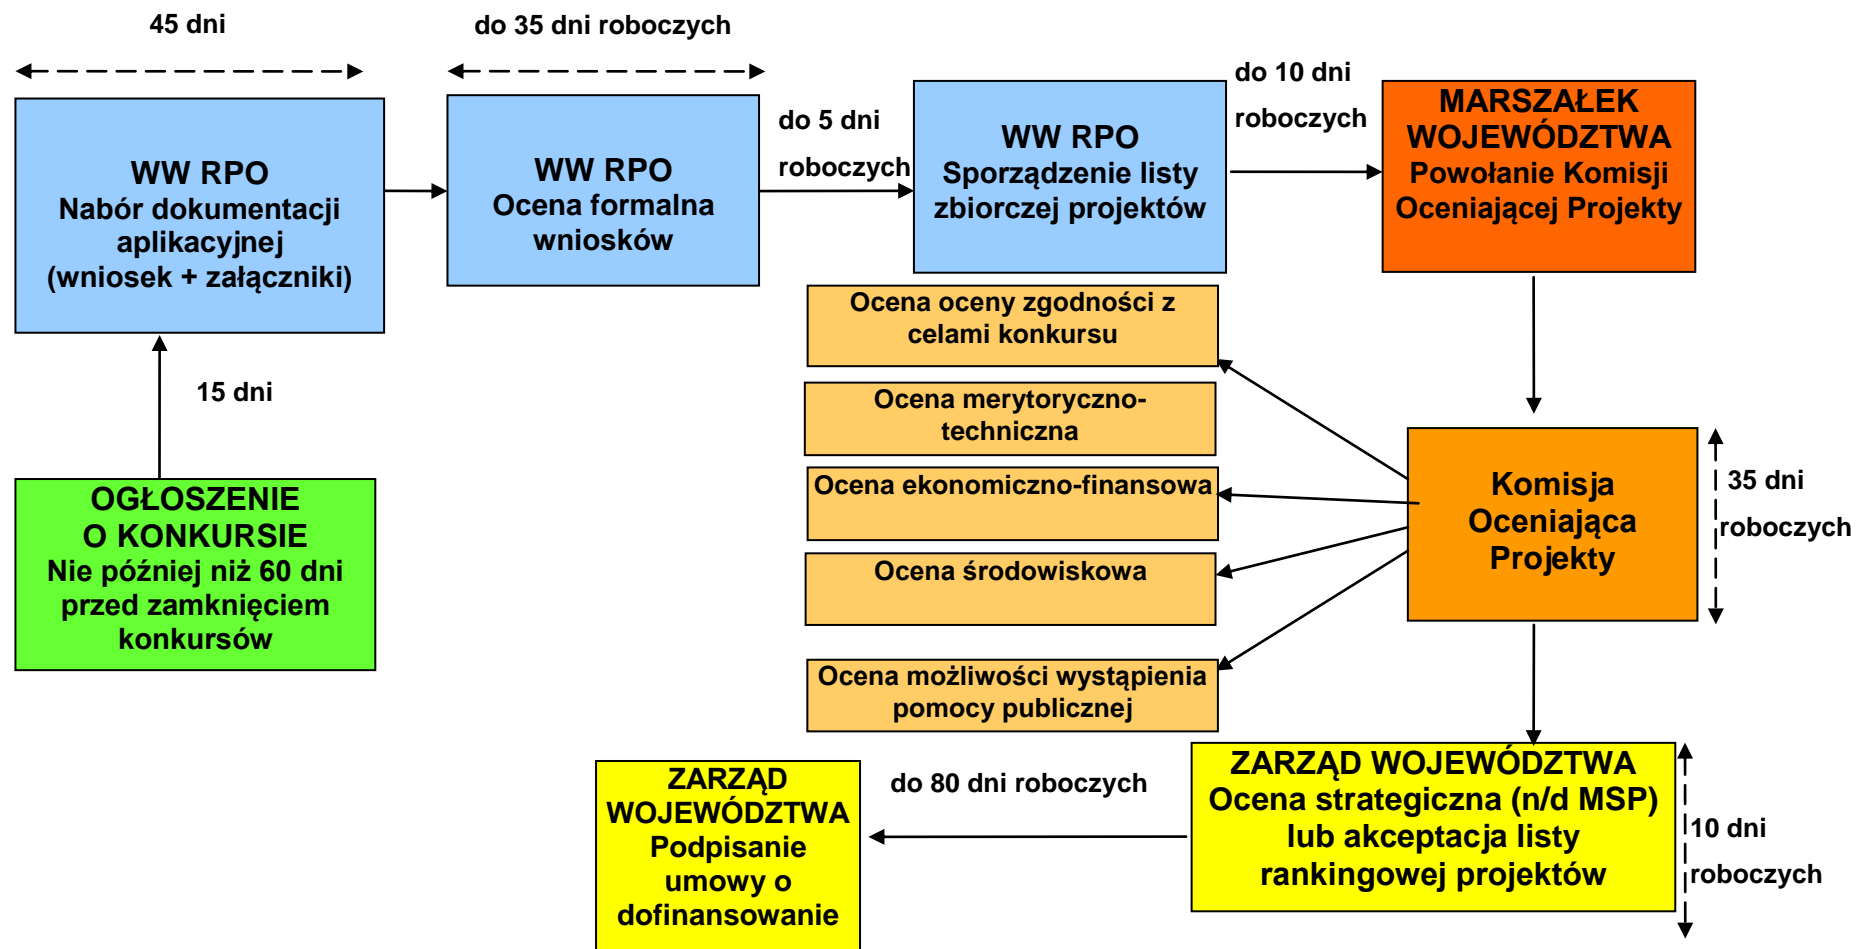 45 dni
do 35 dni roboczych
WW RPO
Nabór dokumentacji
aplikacyjnej
(wniosek + załączniki)
WW RPO
Ocena formalna
wniosków
do 5 dni
roboczych
WW RPO
Sporządzenie listy
zbiorczej projektów
do 10 dni
roboczych
MARSZAŁEK
WOJEWÓDZTWA
Powołanie Komisji
Oceniającej Projekty
15 dni
OGŁOSZENIE
O KONKURSIE
Nie później niż 60 dni
przed zamknięciem
konkursów
Ocena oceny zgodności z
celami konkursu
Ocena merytoryczno-
techniczna
Ocena ekonomiczno-finansowa
Ocena środowiskowa
Ocena możliwości wystąpienia
pomocy publicznej
Komisja
Oceniająca
Projekty
35 dni
roboczych
ZARZĄD WOJEWÓDZTWA
Ocena strategiczna (n/d MSP)
lub akceptacja listy
rankingowej projektów
10 dni
roboczych
do 80 dni roboczych
ZARZĄD
WOJEWÓDZTWA
Podpisanie
umowy o
dofinansowanie